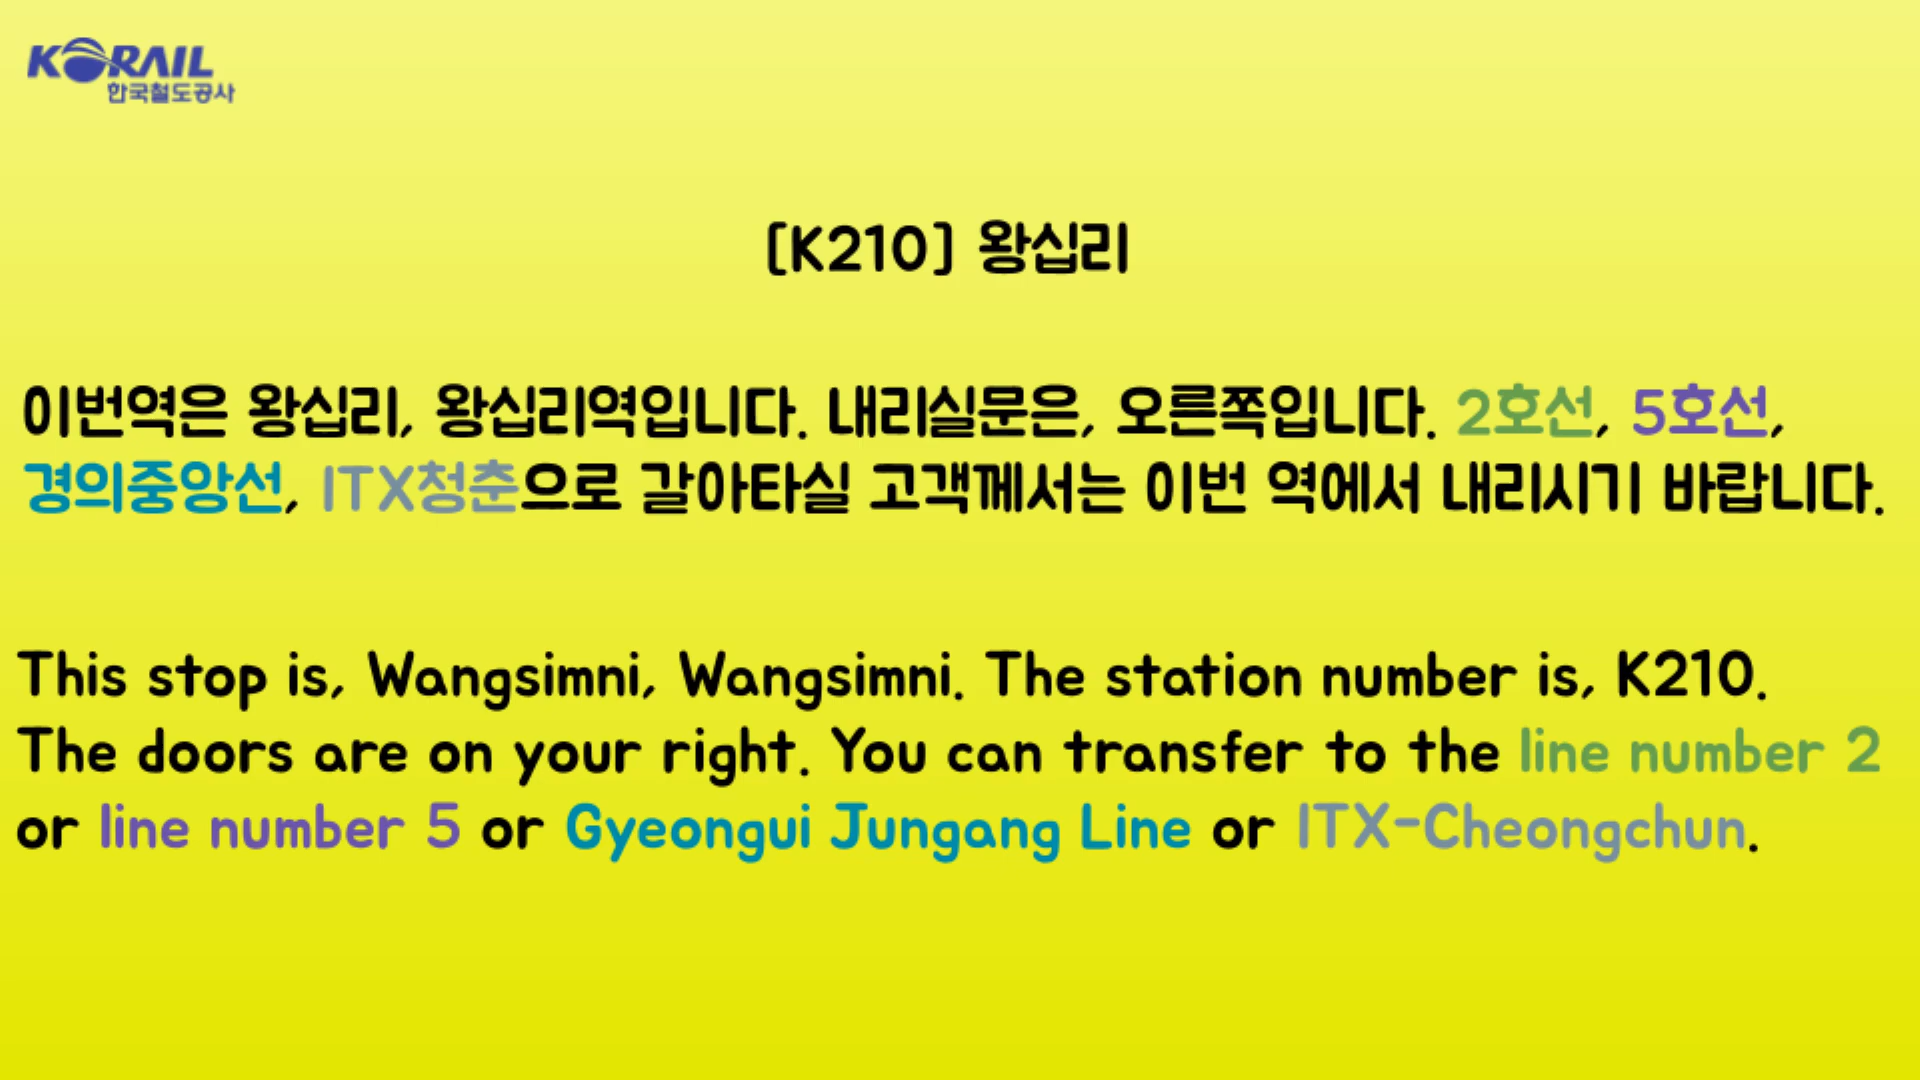 KORAIL
한국철도공사
[K210] 왕십리
이번역은 왕십리, 왕십리역입니다. 내리실문은, 오른쪽입니다. 2호선, 5호선,
경의중앙선, ITX청춘으로 갈아타실 고객께서는 이번 역에서 내리시기 바랍니다.
This stop is, Wangsimni, Wangsimni. The station number is, K210.
The doors are on your right. You can transfer to the line number 2
or line number 5 or Gyeongui Jungang Line or ITX-Cheongchun.